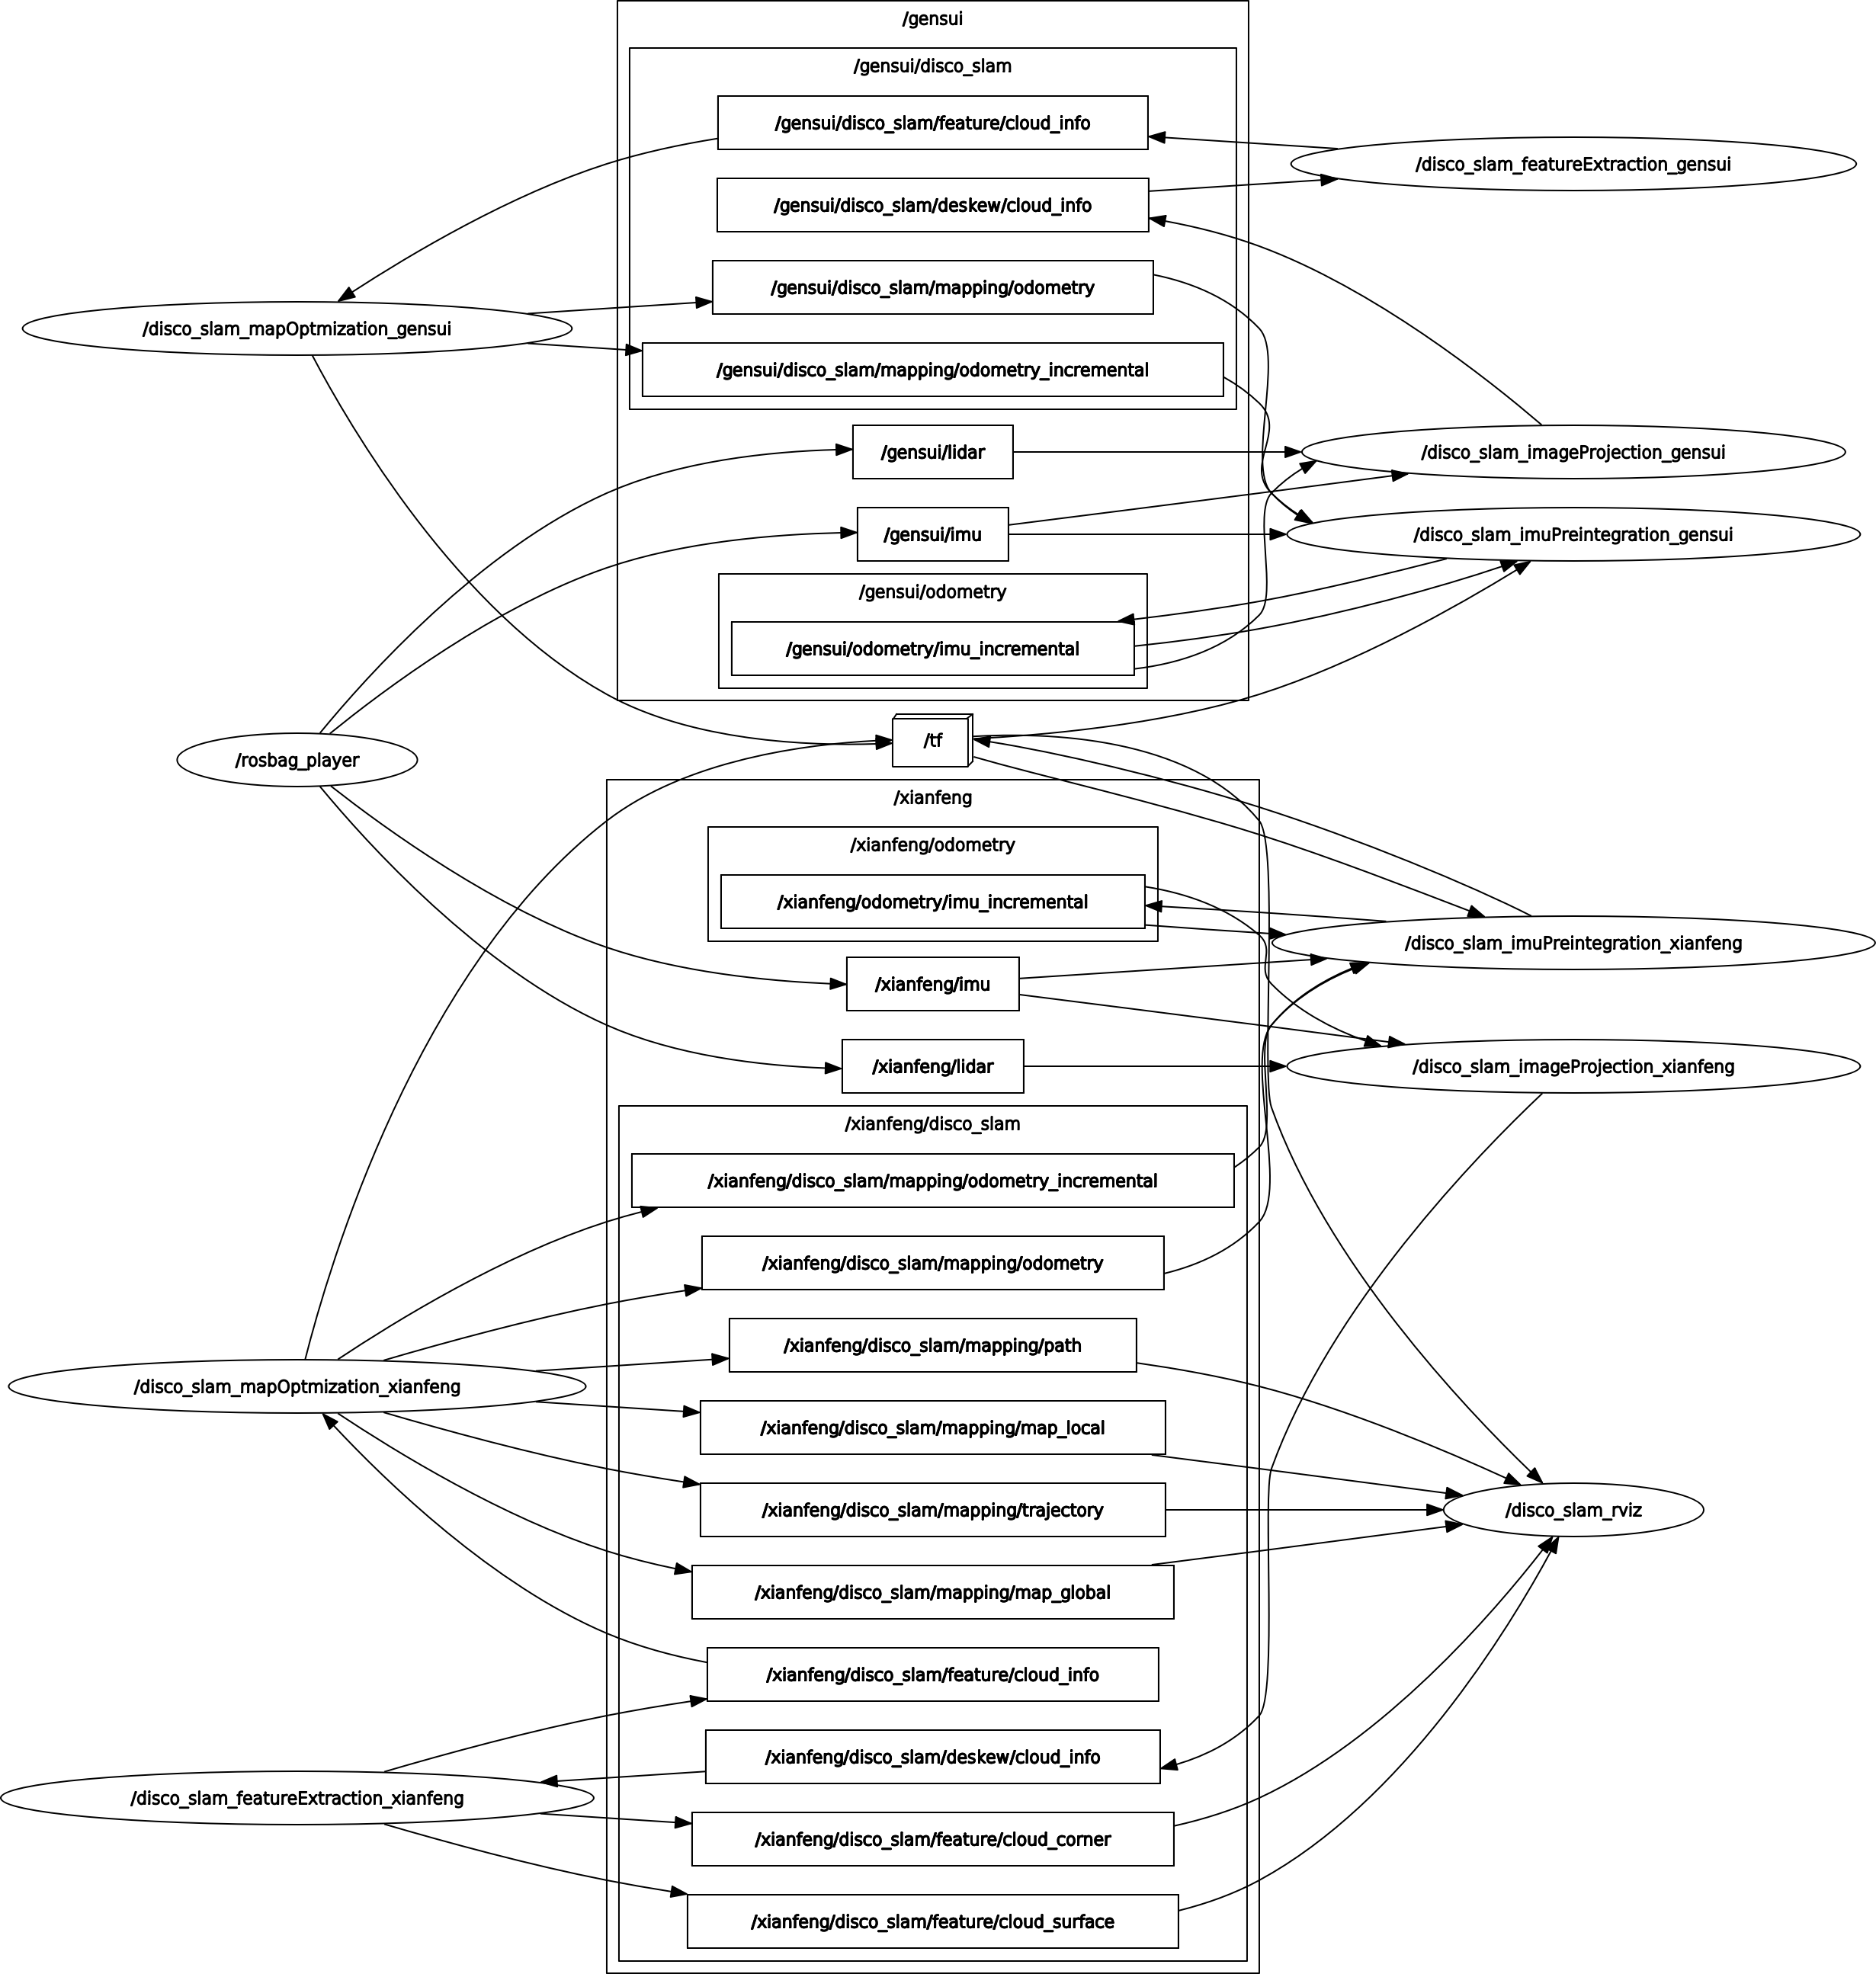 /gensui
/gensui/disco_slam
/gensui/disco_slam/feature/cloud_info
/disco_slam_featureExtraction_gensui
/gensui/disco_slam/deskew/cloud_info
/gensui/disco_slam/mapping/odometry
/disco_slam_mapOptmization_gensui
/gensui/disco_slam/mapping/odometry_incremental
/gensui/lidar
/disco_slam_imageProjection_gensui
/gensui/imu
/disco_slam_imuPreintegration_gensui
/gensui/odometry
/gensui/odometry/imu_incremental
/tf
/rosbag_player
/xianfeng
/xianfeng/odometry
/xianfeng/odometry/imu_incremental
/disco_slam_imuPreintegration_xianfeng
/xianfeng/imu
/xianfeng/lidar
/disco_slam_imageProjection_xianfeng
/xianfeng/disco_slam
/xianfeng/disco_slam/mapping/odometry_incremental
/xianfeng/disco_slam/mapping/odometry
/xianfeng/disco_slam/mapping/path
/disco_slam_mapOptmization_xianfeng
/xianfeng/disco_slam/mapping/map_local
/xianfeng/disco_slam/mapping/trajectory
/disco_slam_rviz
/xianfeng/disco_slam/mapping/map_global
/xianfeng/disco_slam/feature/cloud_info
/xianfeng/disco_slam/deskew/cloud_info
/disco_slam_featureExtraction_xianfeng
/xianfeng/disco_slam/feature/cloud_corner
/xianfeng/disco_slam/feature/cloud_surface